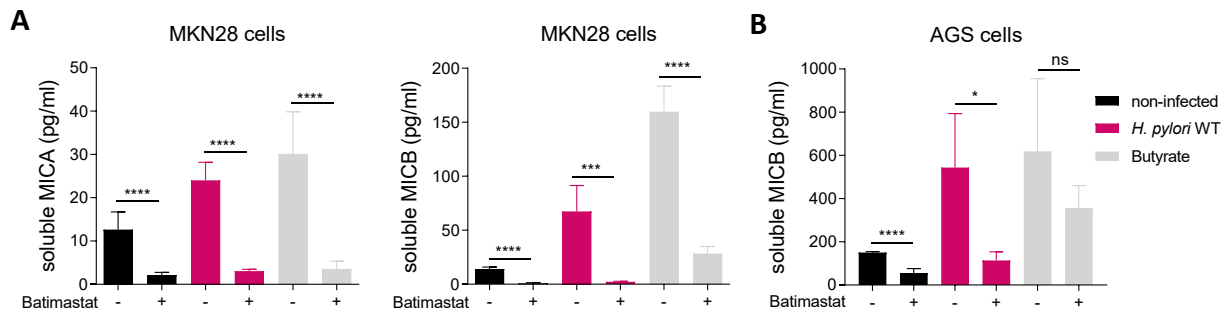 A
MKN28 cells
soluble MICA (pg/ml)
50
40
30
20
10
0
****
****
****
Batimastat - + - + - +
MKN28 cells
soluble MICB (pg/ml)
200
150
100
50
0
****
***
****
- + - + - +
B
AGS cells
soluble MICB (pg/ml)
1000
800
600
400
200
0
****
*
ns
Batimastat - + - + - +
non-infected
H. pylori WT
Butyrate